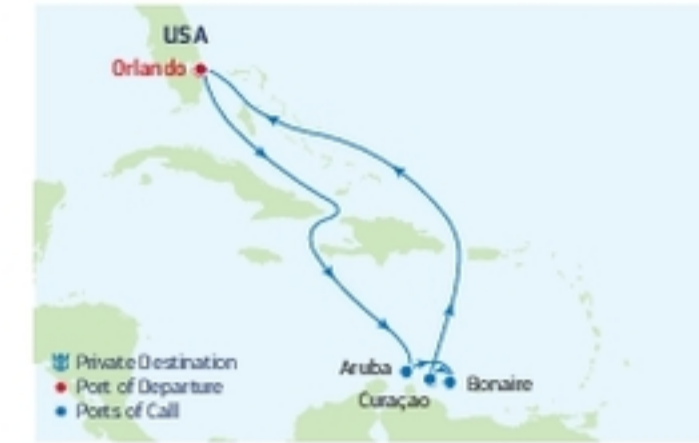 USA
Orlando
Aruba
Bonaire
Curaçao
Private Destination
Port of Departure
Ports of Call